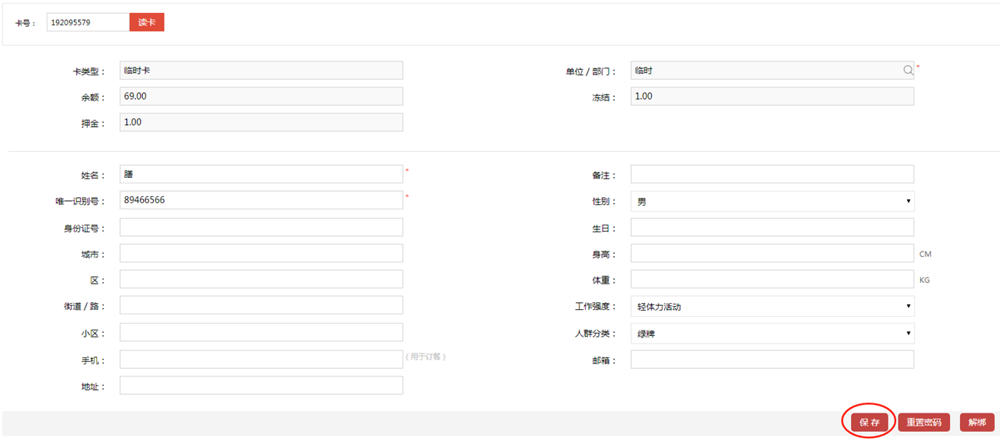 卡号： 192095579 读卡
卡类型： 临时卡 单位 / 部门： 临时 *
余额： 69.00 冻结： 1.00
押金： 1.00
姓名： 膳 * 备注：
唯一识别号： 89466566 * 性别： 男
身份证号： 生日：
城市： 身高： CM
区： 体重： KG
街道 / 路： 工作强度： 轻体力活动
小区： 人群分类： 绿牌
手机： ( 用于订餐 ) 邮箱：
地址：
保 存 重置密码 解绑